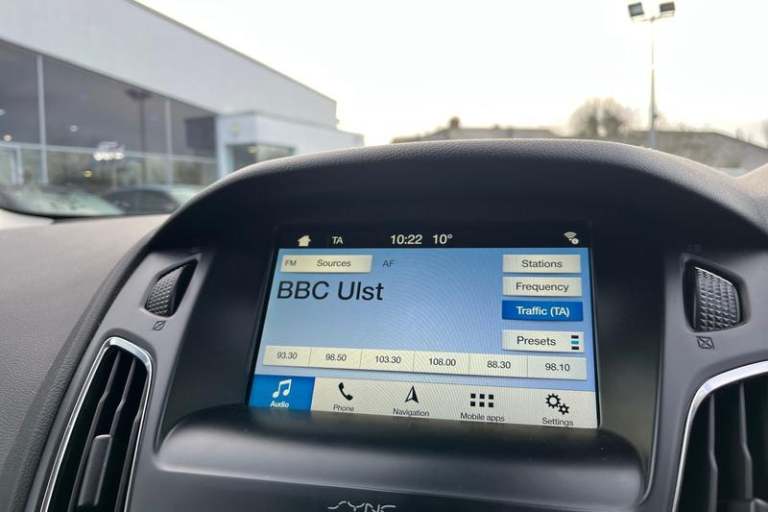 TA 10:22 10°
FM Sources AF Stations
BBC Ulst
Frequency
Traffic (TA)
Presets
93.30 98.50 103.30 108.00 88.30 98.10
Audio Phone Navigation Mobile apps Settings
SYNC